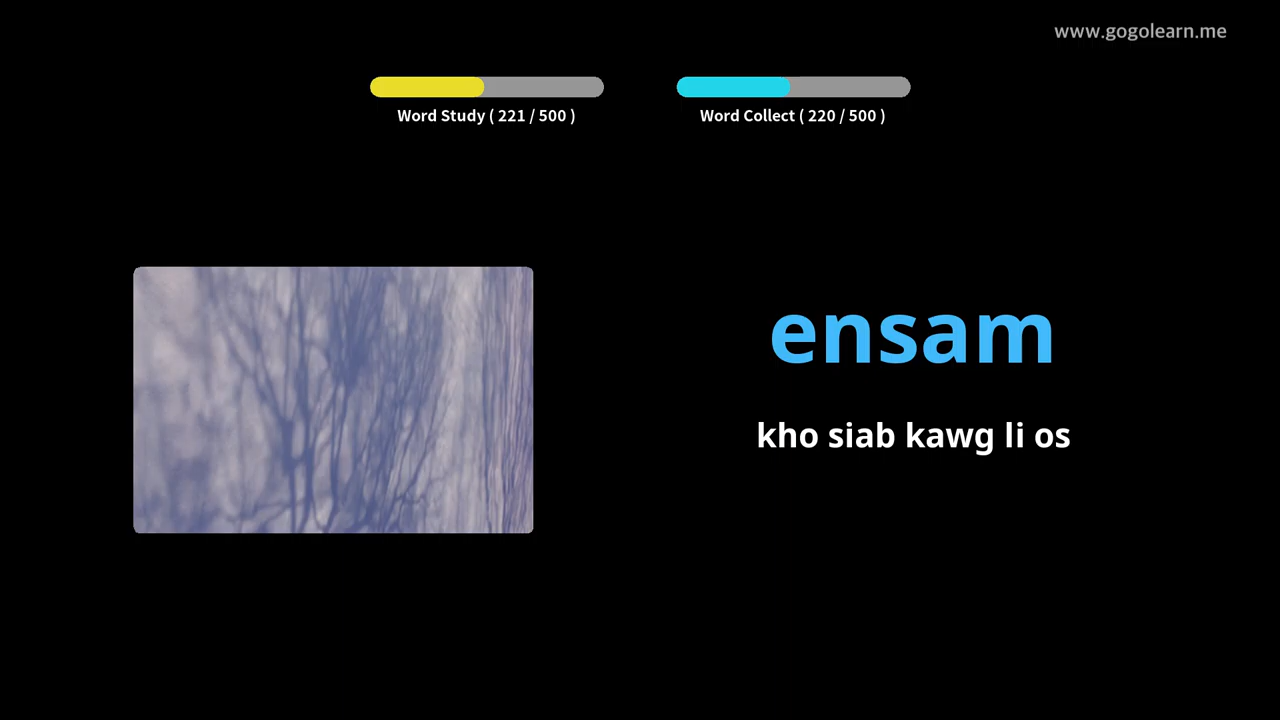 www.gogolearn.me
Word Study ( 221 / 500 )
Word Collect ( 220 / 500 )
ensam
kho siab kawg li os